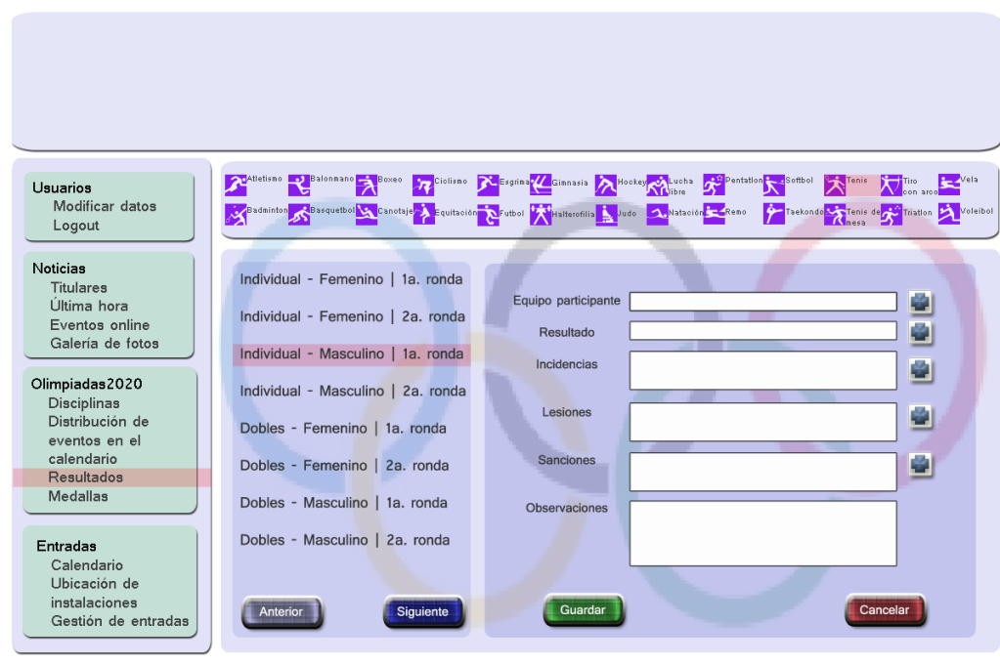 Usuarios
Modificar datos
Logout
Noticias
Titulares
Última hora
Eventos online
Galería de fotos
Olimpiadas2020
Disciplinas
Distribución de
eventos en el
calendario
Resultados
Medallas
Entradas
Calendario
Ubicación de
instalaciones
Gestión de entradas
Atletismo Balonmano Boxeo Ciclismo Esgrima Gimnasia Hockey Lucha libre Pentatlon Softbol Tenis Tiro con arco Vela
Badminton Basquetbol Canotaje Equitación Futbol Halterofilia Judo Natación Remo Taekondo Tenis de mesa Triatlon Voleibol
Individual - Femenino | 1a. ronda
Individual - Femenino | 2a. ronda
Individual - Masculino | 1a. ronda
Individual - Masculino | 2a. ronda
Dobles - Femenino | 1a. ronda
Dobles - Femenino | 2a. ronda
Dobles - Masculino | 1a. ronda
Dobles - Masculino | 2a. ronda
Anterior
Siguiente
Equipo participante
Resultado
Incidencias
Lesiones
Sanciones
Observaciones
Guardar
Cancelar